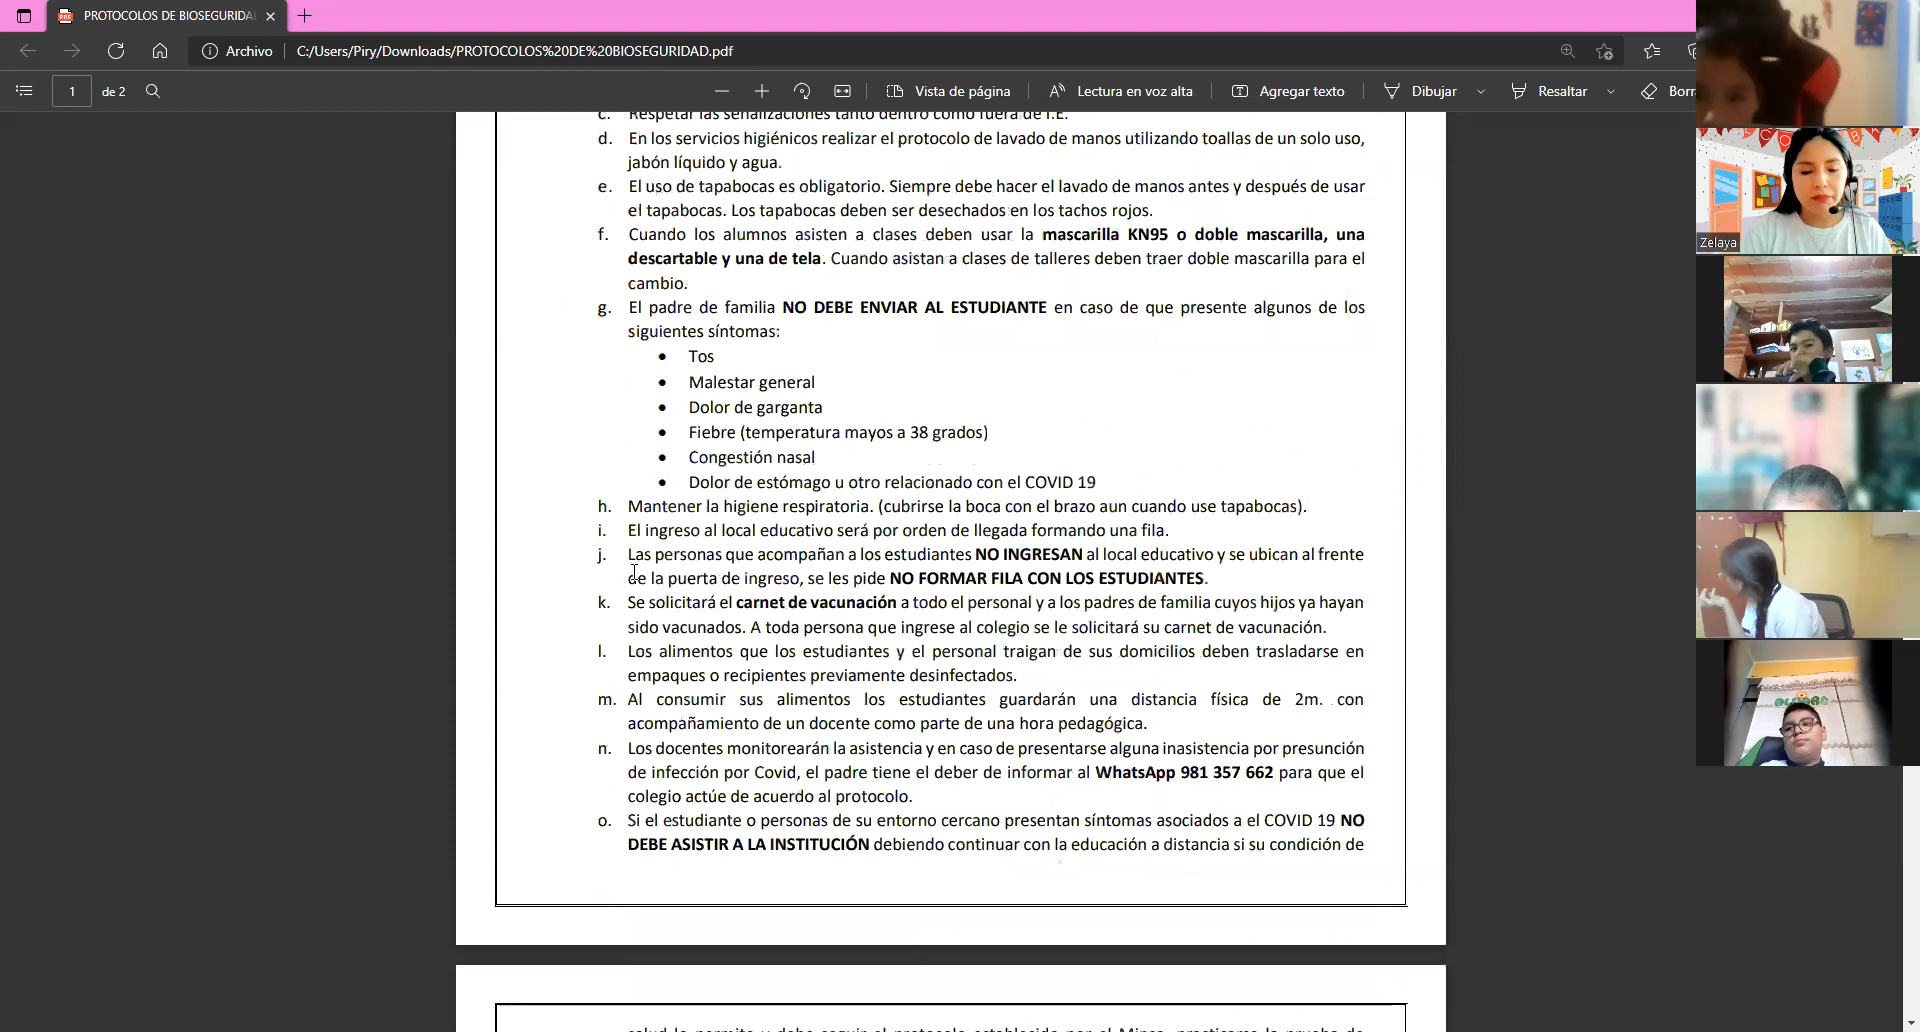 PROTOCOLOS DE BIOSEGURIDA
Archivo
C:/Users/Piry/Downloads/PROTOCOLOS%20DE%20BIOSEGURIDAD.pdf
1 de 2
Vista de página
Lectura en voz alta
Agregar texto
Dibujar
Resaltar
Borr
c. Respetar las señalizaciones tanto dentro como fuera de I.E.
d. En los servicios higiénicos realizar el protocolo de lavado de manos utilizando toallas de un solo uso,
jabón líquido y agua.
e. El uso de tapabocas es obligatorio. Siempre debe hacer el lavado de manos antes y después de usar
el tapabocas. Los tapabocas deben ser desechados en los tachos rojos.
f. Cuando los alumnos asisten a clases deben usar la mascarilla KN95 o doble mascarilla, una
descartable y una de tela. Cuando asistan a clases de talleres deben traer doble mascarilla para el
cambio.
g. El padre de familia NO DEBE ENVIAR AL ESTUDIANTE en caso de que presente algunos de los
siguientes síntomas:
• Tos
• Malestar general
• Dolor de garganta
• Fiebre (temperatura mayos a 38 grados)
• Congestión nasal
• Dolor de estómago u otro relacionado con el COVID 19
h. Mantener la higiene respiratoria. (cubrirse la boca con el brazo aun cuando use tapabocas).
i. El ingreso al local educativo será por orden de llegada formando una fila.
j. Las personas que acompañan a los estudiantes NO INGRESAN al local educativo y se ubican al frente
de la puerta de ingreso, se les pide NO FORMAR FILA CON LOS ESTUDIANTES.
k. Se solicitará el carnet de vacunación a todo el personal y a los padres de familia cuyos hijos ya hayan
sido vacunados. A toda persona que ingrese al colegio se le solicitará su carnet de vacunación.
l. Los alimentos que los estudiantes y el personal traigan de sus domicilios deben trasladarse en
empaques o recipientes previamente desinfectados.
m. Al consumir sus alimentos los estudiantes guardarán una distancia física de 2m. con
acompañamiento de un docente como parte de una hora pedagógica.
n. Los docentes monitorearán la asistencia y en caso de presentarse alguna inasistencia por presunción
de infección por Covid, el padre tiene el deber de informar al WhatsApp 981 357 662 para que el
colegio actúe de acuerdo al protocolo.
o. Si el estudiante o personas de su entorno cercano presentan síntomas asociados a el COVID 19 NO
DEBE ASISTIR A LA INSTITUCIÓN debiendo continuar con la educación a distancia si su condición de
Zelaya